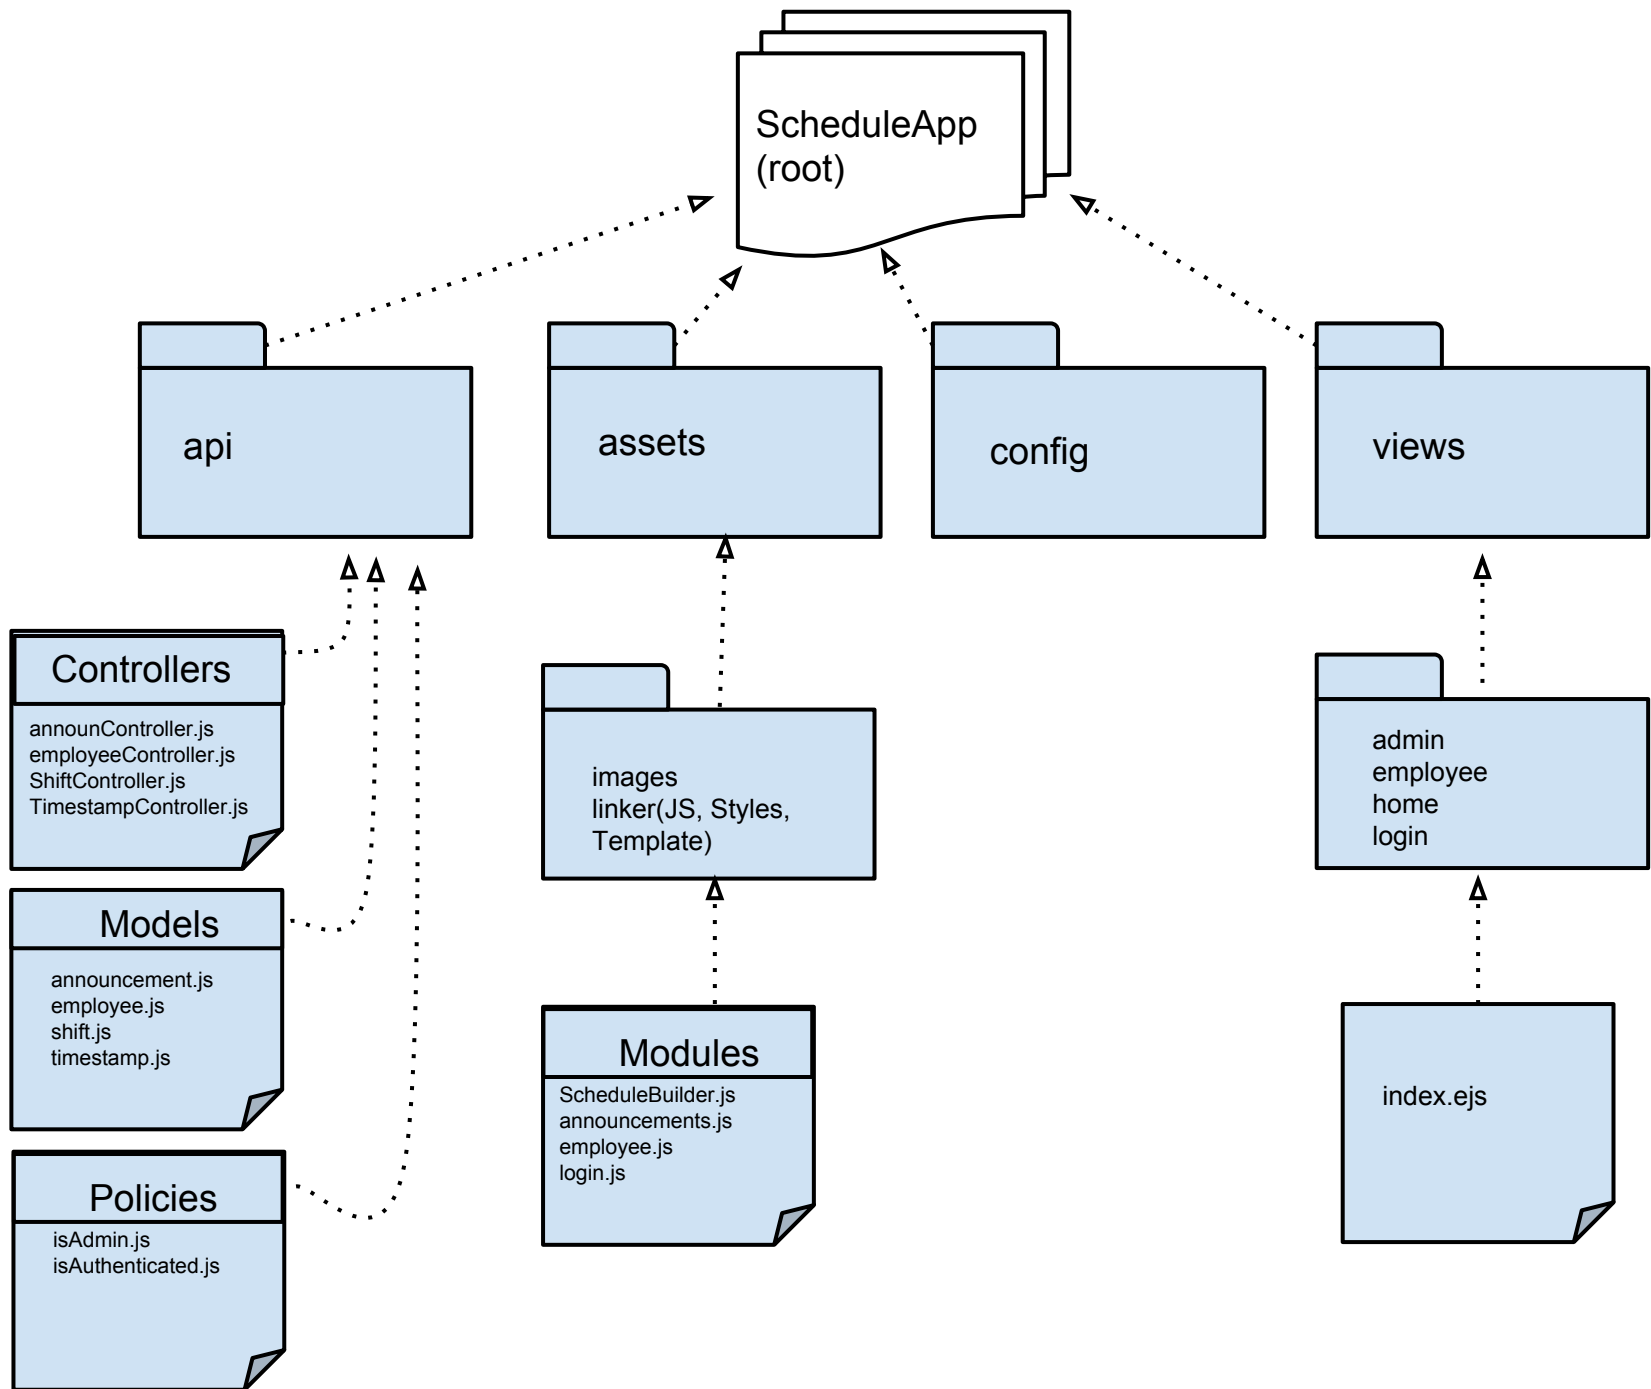 ScheduleApp
(root)
api
assets
config
views
Controllers
announController.js
employeeController.js
ShiftController.js
TimestampController.js
Models
announcement.js
employee.js
shift.js
timestamp.js
Policies
isAdmin.js
isAuthenticated.js
images
linker(JS, Styles,
Template)
Modules
ScheduleBuilder.js
announcements.js
employee.js
login.js
admin
employee
home
login
index.ejs